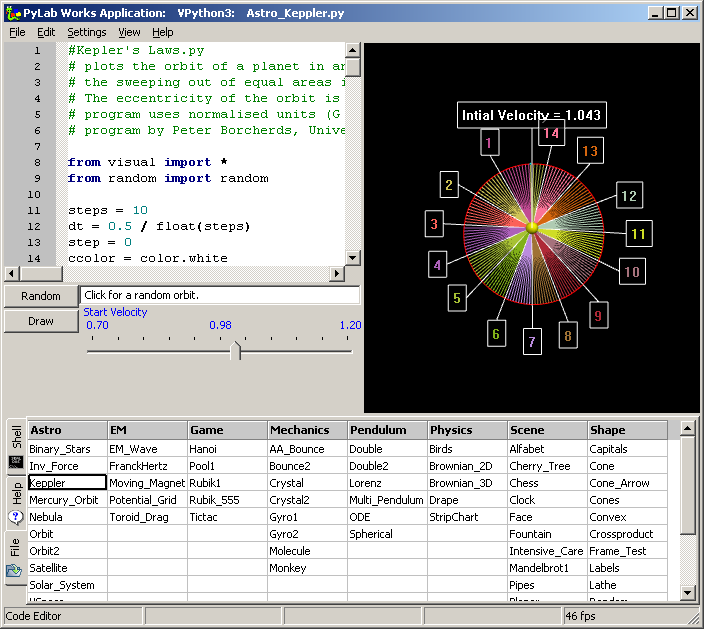 PyLab Works Application: VPython3: Astro_Keppler.py
File Edit Settings View Help
1 #Kepler's Laws.py
2 # plots the orbit of a planet in an
3 # the sweeping out of equal areas i
4 # The eccentricity of the orbit is
5 # program uses normalised units (G
6 # program by Peter Borcherds, Unive
7
8 from visual import *
9 from random import random
10
11 steps = 10
12 dt = 0.5 / float(steps)
13 step = 0
14 ccolor = color.white
Random Click for a random orbit.
Draw Start Velocity
0.70 0.98 1.20
Intial Velocity = 1.043
1
2
3
4
5
6
7
8
9
10
11
12
13
14
Shell
Help
File
Astro EM Game Mechanics Pendulum Physics Scene Shape
Binary_Stars EM_Wave Hanoi AA_Bounce Double Birds Alfabet Capitals
Inv_Force FranckHertz Pool1 Bounce2 Double2 Brownian_2D Cherry_Tree Cone
Keppler Moving_Magnet Rubik1 Crystal Lorenz Brownian_3D Chess Cone_Arrow
Mercury_Orbit Potential_Grid Rubik_555 Crystal2 Multi_Pendulum Drape Clock Cones
Nebula Toroid_Drag Tictac Gyro1 ODE StripChart Face Convex
Orbit Gyro2 Spherical Fountain Crossproduct
Orbit2 Molecule Intensive_Care Frame_Test
Satellite Monkey Mandelbrot1 Labels
Solar_System Pipes Lathe
Code Editor 46 fps